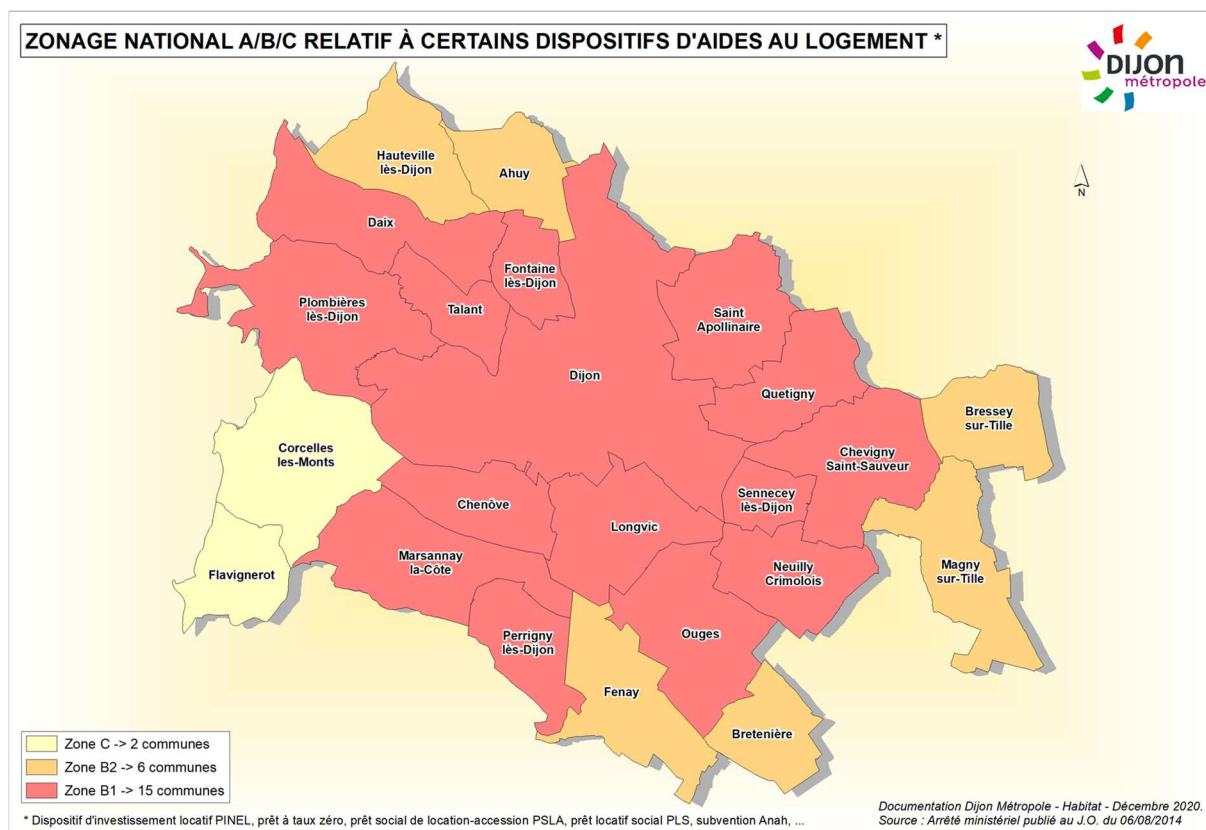 ZONAGE NATIONAL A/B/C RELATIF À CERTAINS DISPOSITIFS D'AIDES AU LOGEMENT *
DIJON
métropole
N
Hauteville
lès-Dijon
Ahuy
Daix
Fontaine
lès-Dijon
Plombières
lès-Dijon
Talant
Saint
Apollinaire
Dijon
Quetigny
Bressey
sur-Tille
Corcelles
les-Monts
Chevigny
Saint-Sauveur
Chenôve
Sennecey
lès-Dijon
Longvic
Marsannay
la-Côte
Neuilly
Crimolois
Magny
sur-Tille
Flavignerot
Perrigny
lès-Dijon
Ouges
Fenay
Bretenière
Zone C -> 2 communes
Zone B2 -> 6 communes
Zone B1 -> 15 communes
* Dispositif d'investissement locatif PINEL, prêt à taux zéro, prêt social de location-accession PSLA, prêt locatif social PLS, subvention Anah, ...
Documentation Dijon Métropole - Habitat - Décembre 2020.
Source : Arrêté ministériel publié au J.O. du 06/08/2014